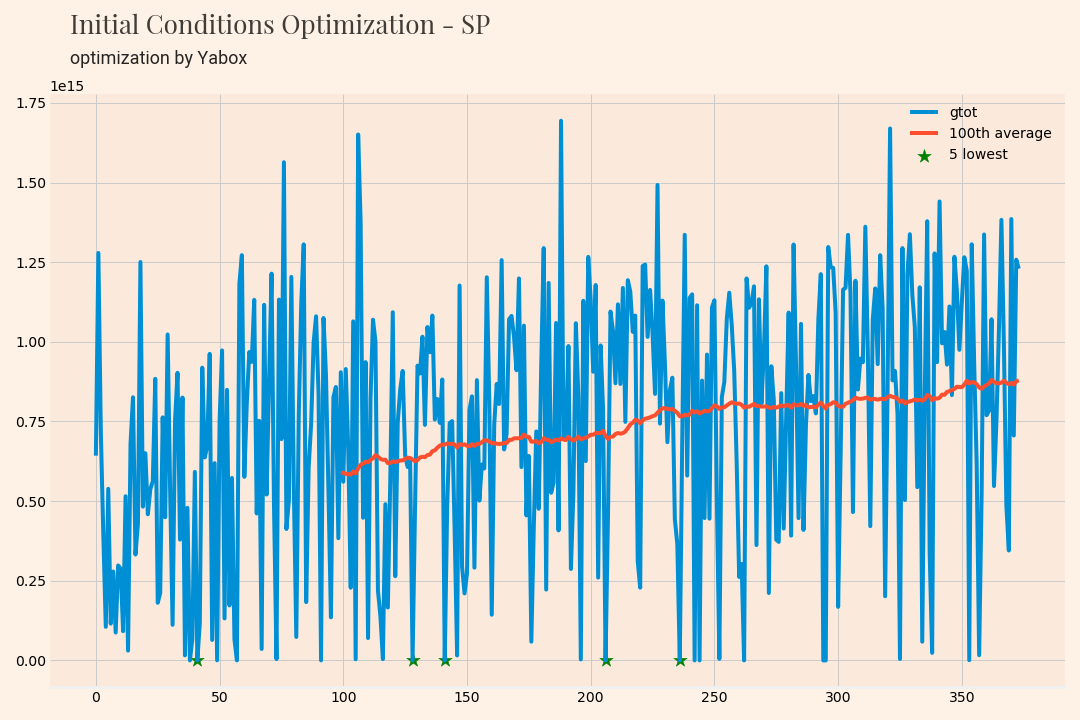 Initial Conditions Optimization - SP
optimization by Yabox
1e15
1.75
1.50
1.25
1.00
0.75
0.50
0.25
0.00
gtot
100th average
5 lowest
0 50 100 150 200 250 300 350